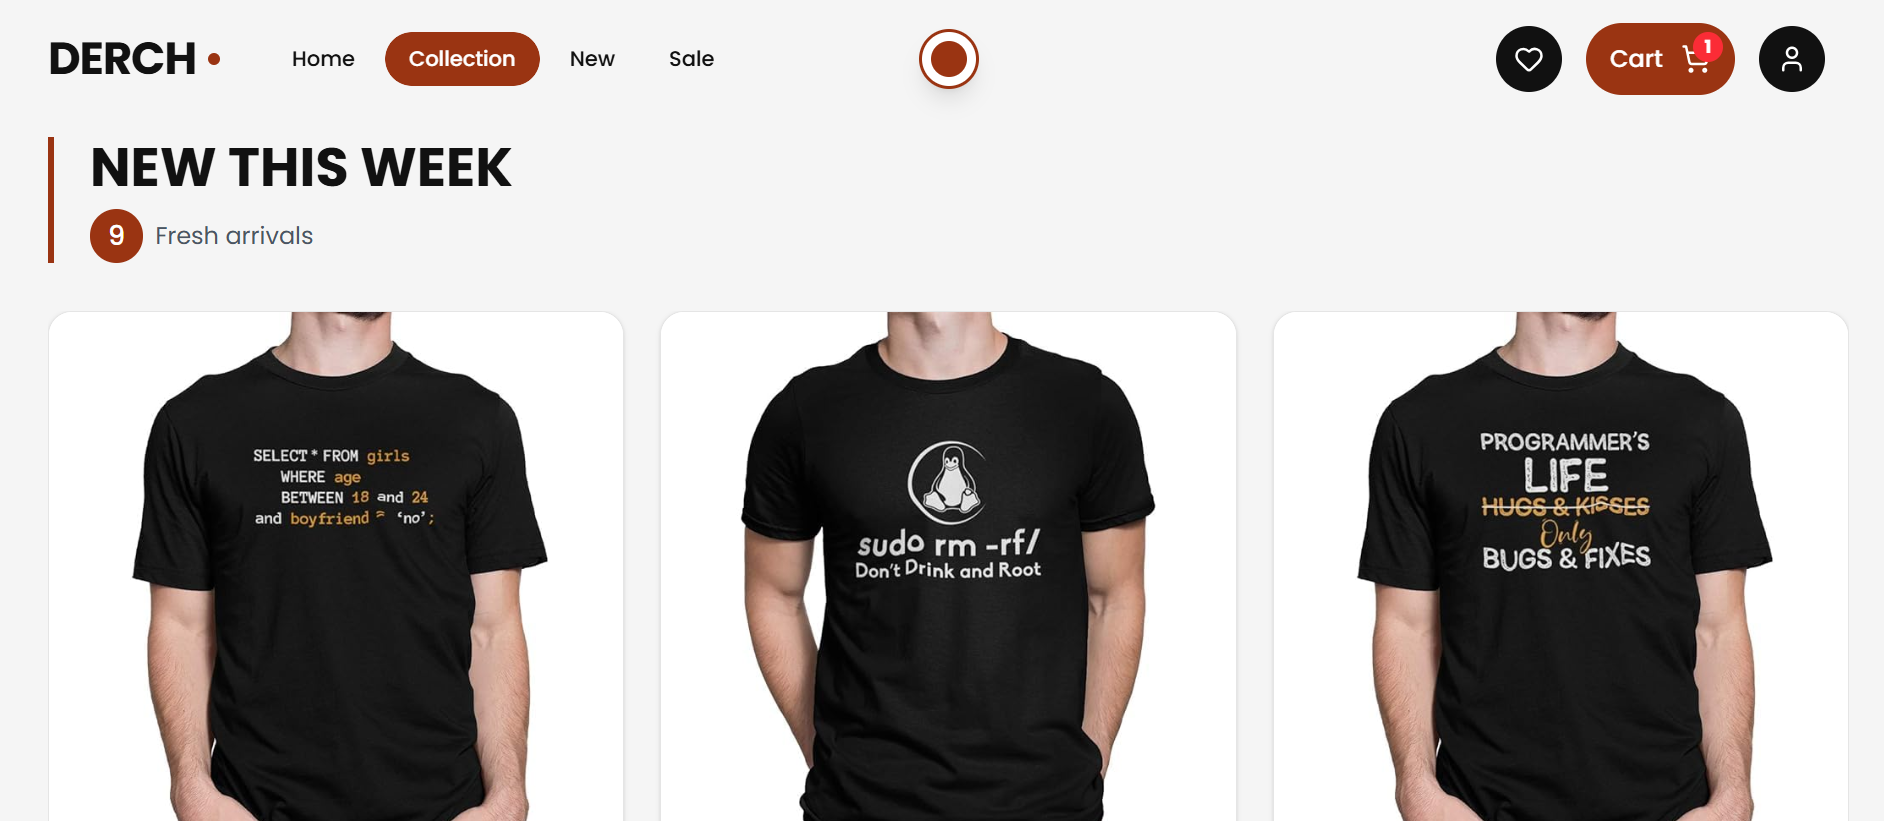 DERCH
Home Collection New Sale
Cart 1
NEW THIS WEEK
9 Fresh arrivals
SELECT * FROM girls
WHERE age
BETWEEN 18 and 24
and boyfriend = 'no';
sudo rm -rf/
Don't Drink and Root
PROGRAMMER'S
LIFE
HUGS & KISSES
Only
BUGS & FIXES